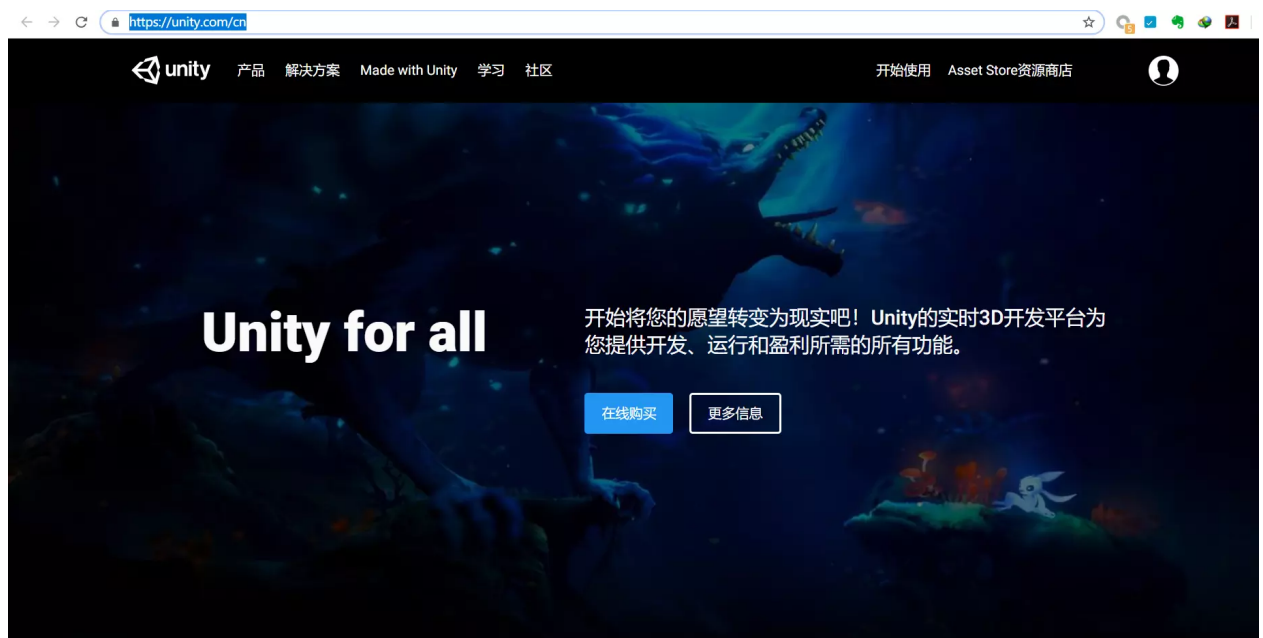 https://unity.com/cn
5
unity 产品 解决方案 Made with Unity 学习 社区 开始使用 Asset Store资源商店
Unity for all
开始将您的愿望转变为现实吧！Unity的实时3D开发平台为
您提供开发、运行和盈利所需的所有功能。
在线购买 更多信息